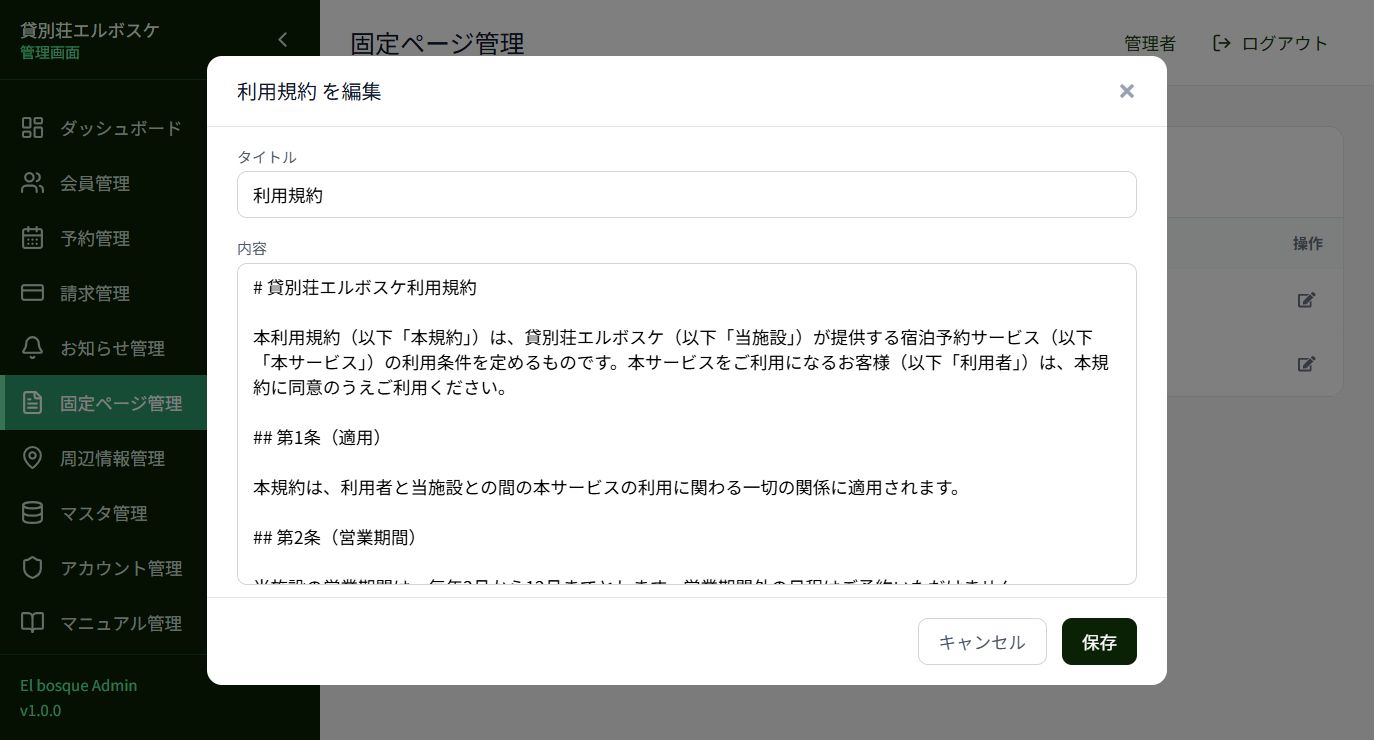 貸別荘エルボスケ
管理画面
ダッシュボード
会員管理
予約管理
請求管理
お知らせ管理
固定ページ管理
周辺情報管理
マスタ管理
アカウント管理
マニュアル管理
El bosque Admin
v1.0.0
固定ページ管理
管理者
ログアウト
操作
利用規約 を編集
タイトル
利用規約
内容
# 貸別荘エルボスケ利用規約
本利用規約（以下「本規約」）は、貸別荘エルボスケ（以下「当施設」）が提供する宿泊予約サービス（以下
「本サービス」）の利用条件を定めるものです。本サービスをご利用になるお客様（以下「利用者」）は、本規
約に同意のうえご利用ください。
## 第1条（適用）
本規約は、利用者と当施設との間の本サービスの利用に関わる一切の関係に適用されます。
## 第2条（営業期間）
キャンセル
保存